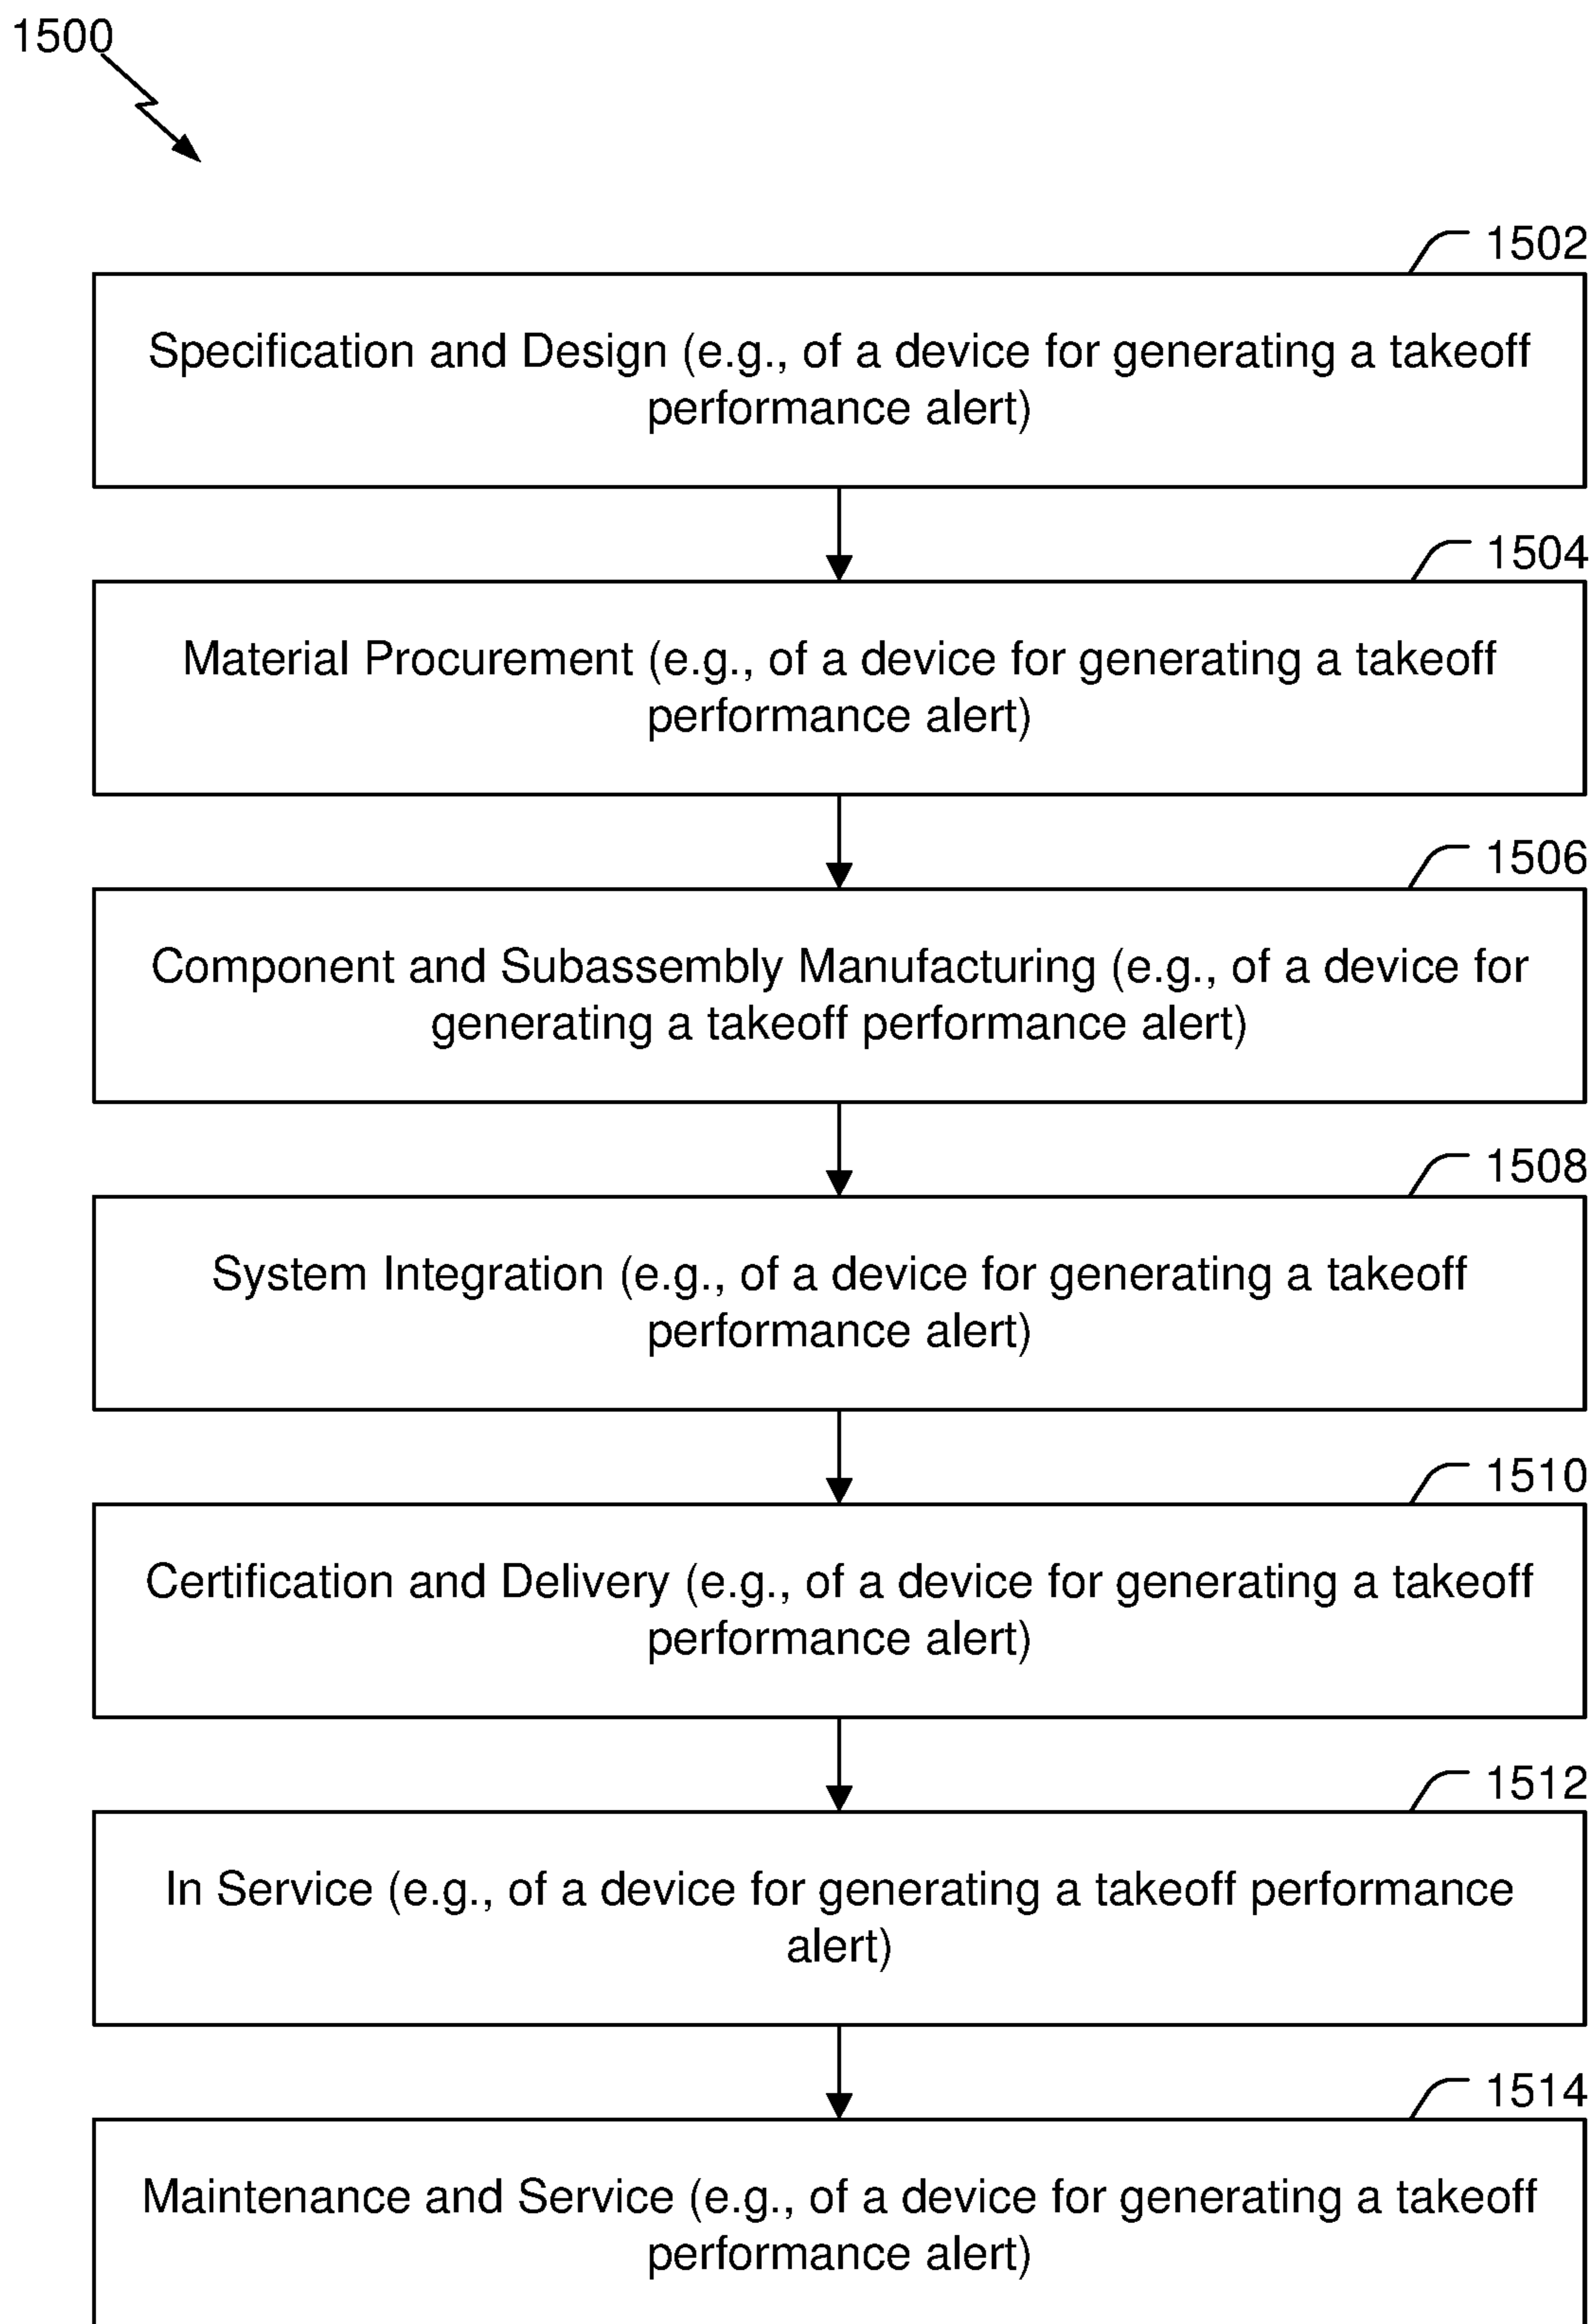 1500
1502
Specification and Design (e.g., of a device for generating a takeoff
performance alert)
1504
Material Procurement (e.g., of a device for generating a takeoff
performance alert)
1506
Component and Subassembly Manufacturing (e.g., of a device for
generating a takeoff performance alert)
1508
System Integration (e.g., of a device for generating a takeoff
performance alert)
1510
Certification and Delivery (e.g., of a device for generating a takeoff
performance alert)
1512
In Service (e.g., of a device for generating a takeoff performance
alert)
1514
Maintenance and Service (e.g., of a device for generating a takeoff
performance alert)